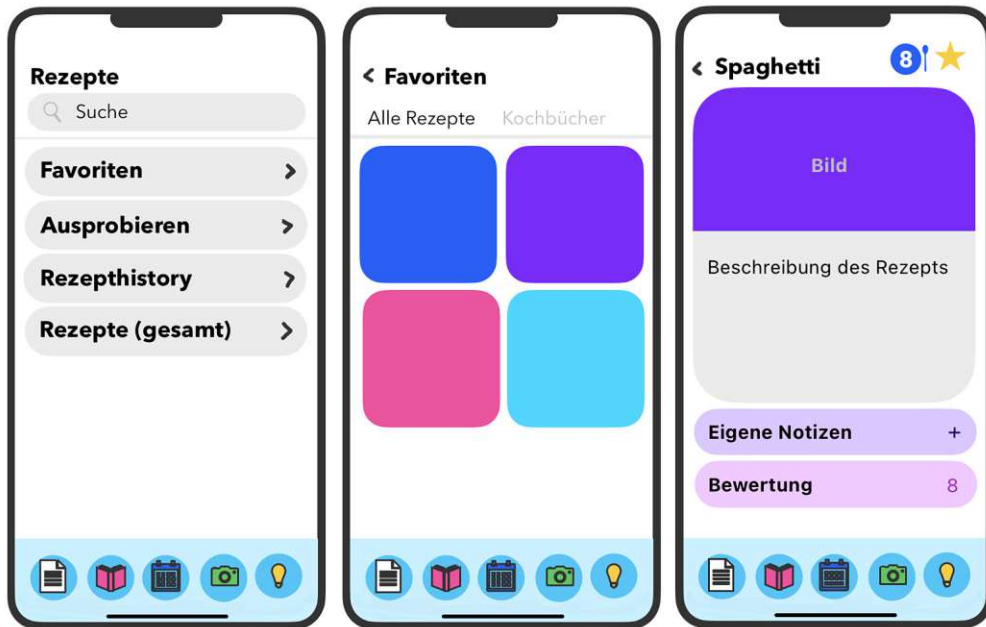 Rezepte
Suche
Favoriten
Ausprobieren
Rezepthistory
Rezepte (gesamt)
Favoriten
Alle Rezepte Kochbücher
Spaghetti 8
Bild
Beschreibung des Rezepts
Eigene Notizen +
Bewertung 8